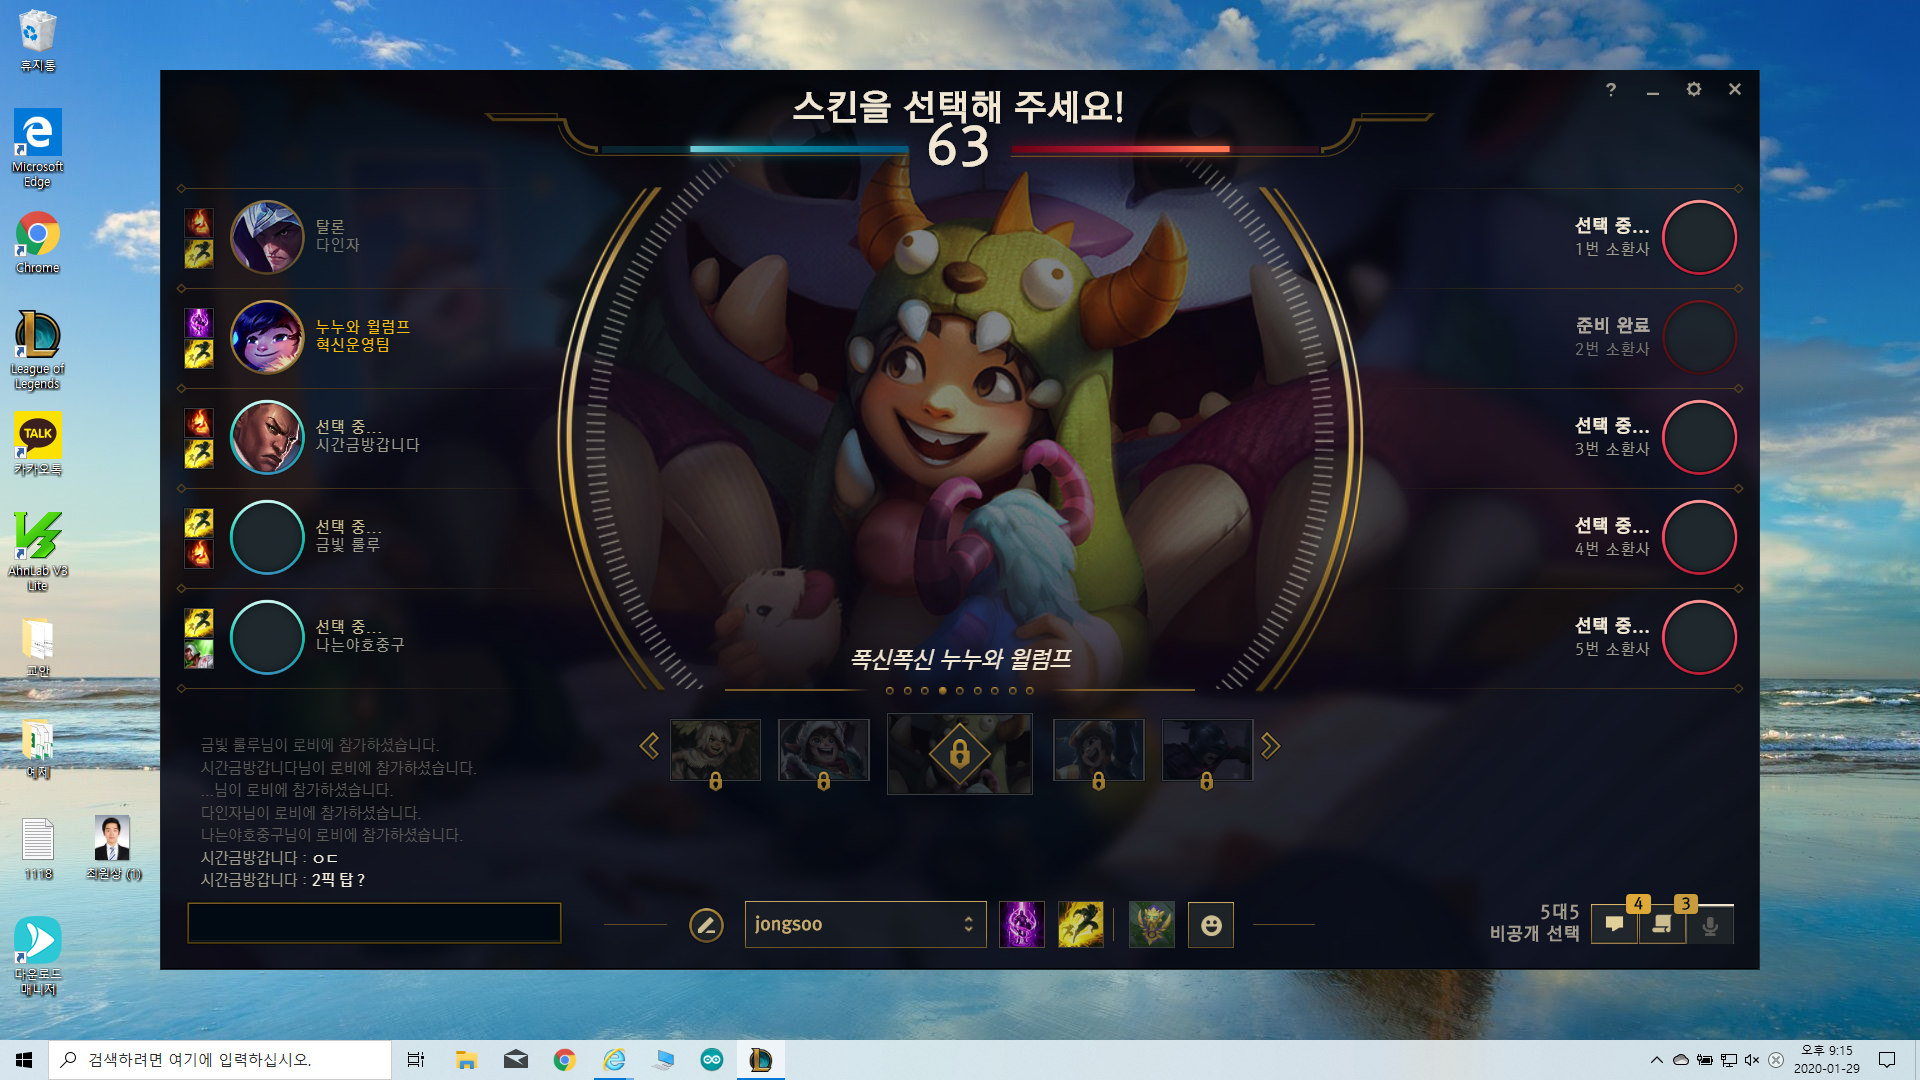 휴지통
Microsoft
Edge
Chrome
League of
Legends
TALK
카카오톡
AhnLab V3
Lite
교안
예제
1118
최원상 (1)
다운로드
매니저
스킨을 선택해 주세요!
63
?
탈론
다인자
누누와 윌럼프
혁신운영팀
선택 중...
시간금방갑니다
선택 중...
금빛 룰루
선택 중...
나는야호중구
선택 중...
1번 소환사
준비 완료
2번 소환사
선택 중...
3번 소환사
선택 중...
4번 소환사
선택 중...
5번 소환사
폭신폭신 누누와 윌럼프
금빛 룰루님이 로비에 참가하셨습니다.
시간금방갑니다님이 로비에 참가하셨습니다.
...님이 로비에 참가하셨습니다.
다인자님이 로비에 참가하셨습니다.
나는야호중구님이 로비에 참가하셨습니다.
시간금방갑니다 : ㅇㄷ
시간금방갑니다 : 2픽 탑 ?
jongsoo
5대5
비공개 선택
4
3
검색하려면 여기에 입력하십시오.
오후 9:15
2020-01-29